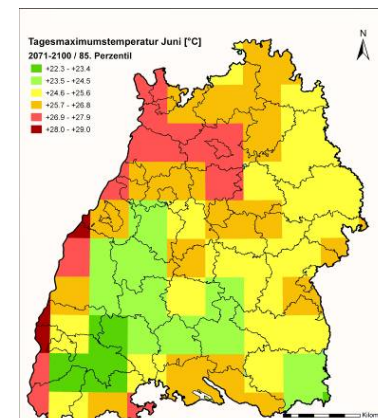 Tagesmaximumstemperatur Juni [°C]
2071-2100 / 85. Perzentil
N
+22.3 - +23.4
+23.5 - +24.5
+24.6 - +25.6
+25.7 - +26.8
+26.9 - +27.9
+28.0 - +29.0